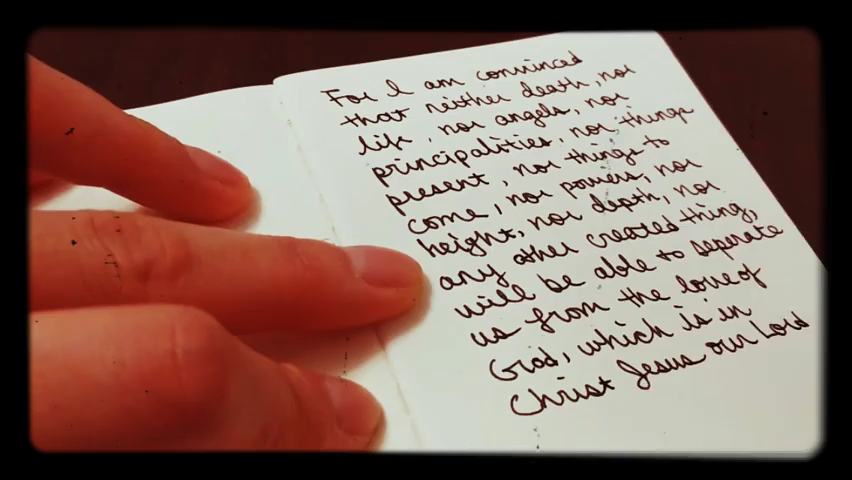 For I am convinced
that neither death, nor
life, nor angels, nor
principalities, nor things
present, nor things to
come, nor powers, nor
height, nor depth, nor
any other created thing,
will be able to seperate
us from the love of
God, which is in
Christ Jesus our Lord